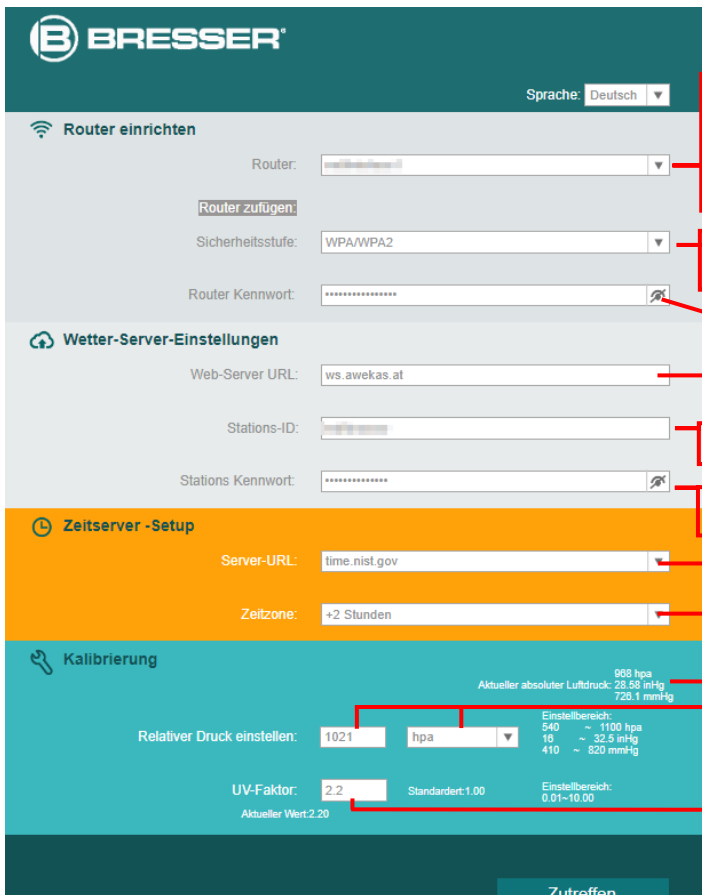 BRESSER®
Sprache: Deutsch
Router einrichten
Router:
Router zufügen:
Sicherheitsstufe: WPA/WPA2
Router Kennwort: ••••••••••••••••
Wetter-Server-Einstellungen
Web-Server URL: ws.awekas.at
Stations-ID:
Stations Kennwort: ••••••••••••••
Zeitserver -Setup
Server-URL: time.nist.gov
Zeitzone: +2 Stunden
Kalibrierung
968 hpa
Aktueller absoluter Luftdruck: 28.58 inHg
726.1 mmHg
Relativer Druck einstellen: 1021 hpa
Einstellbereich:
540 ~ 1100 hpa
16 ~ 32.5 inHg
410 ~ 820 mmHg
UV-Faktor: 2.2 Standardert:1.00
Einstellbereich:
0.01~10.00
Aktueller Wert:2.20
Zutreffen